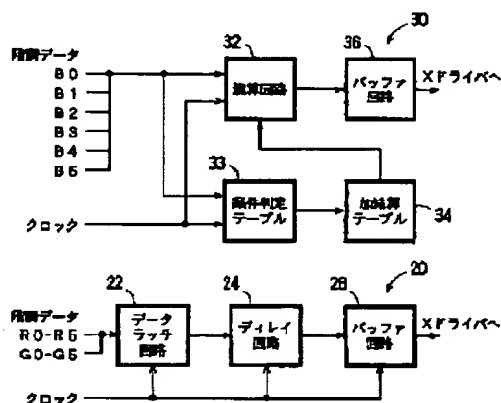 30
32
36
階調データ
B0
B1
B2
B3
B4
B5
演算回路
バッファ
回路
Xドライバへ
33
条件判定
テーブル
加減算
テーブル
34
クロック
20
22
24
26
階調データ
R0-R5
G0-G5
データ
ラッチ
回路
ディレイ
回路
バッファ
回路
Xドライバへ
クロック